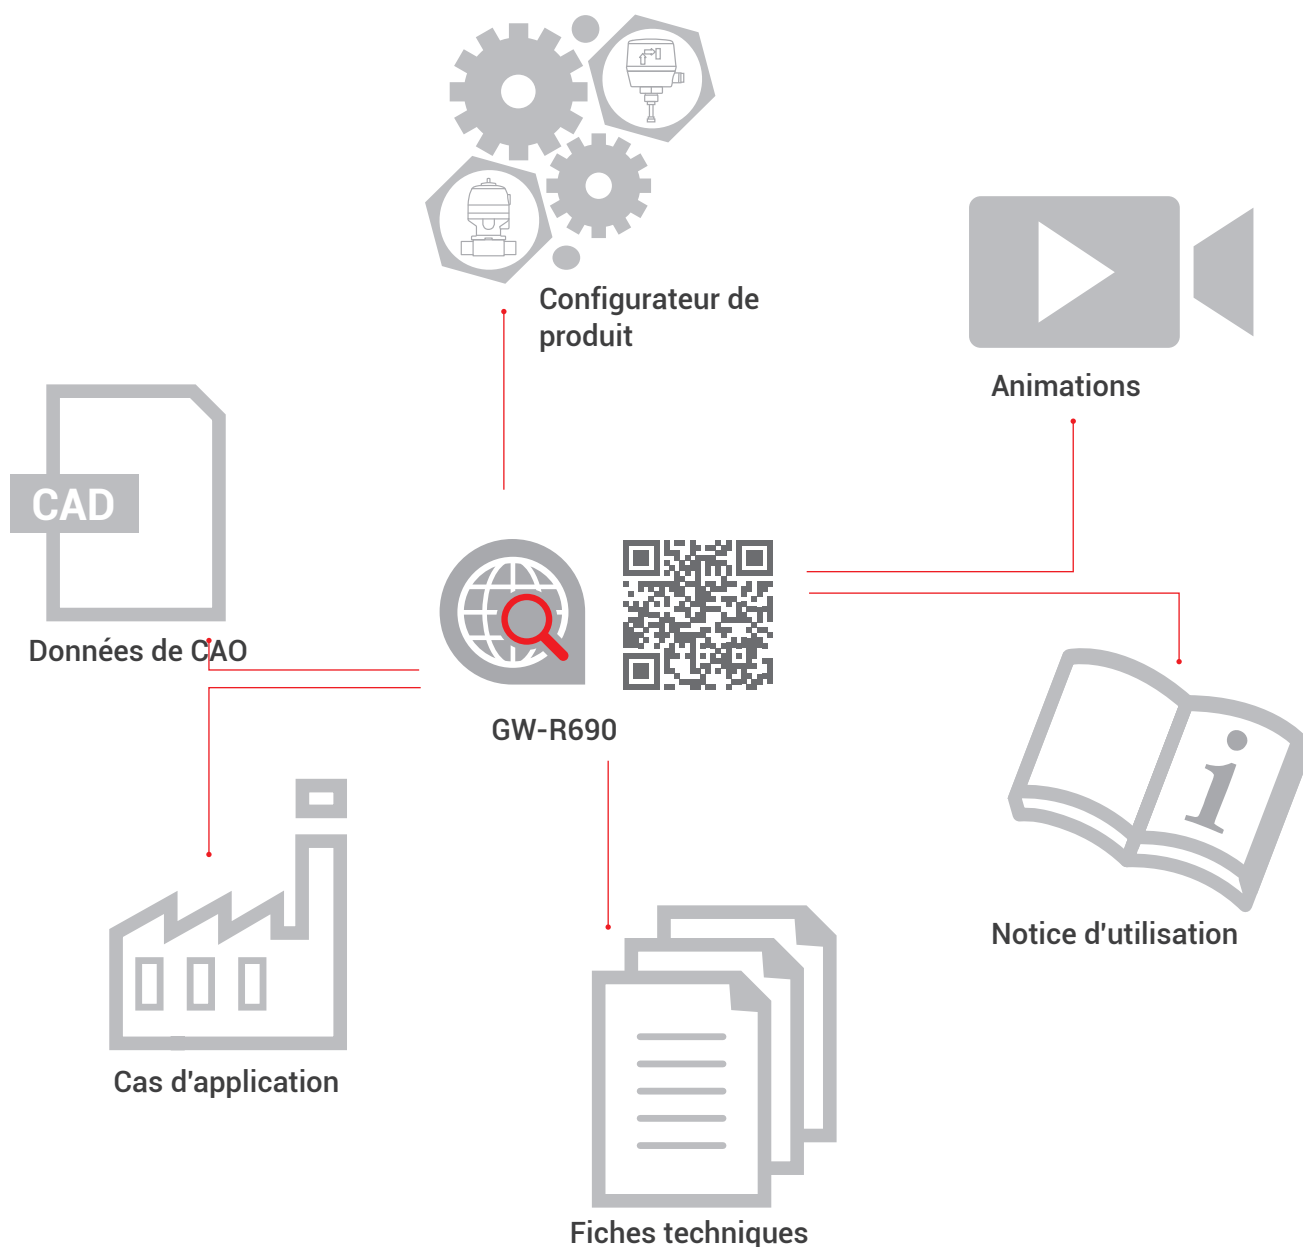 Configurateur de
produit
Animations
CAD
Données de CAO
GW-R690
i
Notice d'utilisation
Cas d'application
Fiches techniques